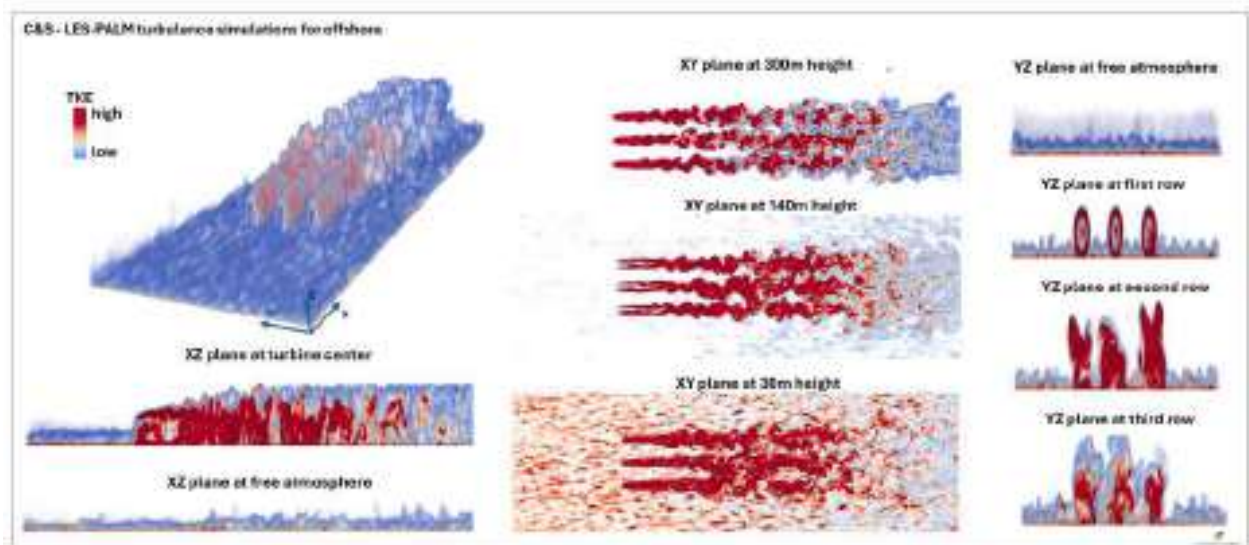 C&S - LES-PALM turbulance simulations for offshore
TKE
high
low
XZ plane at turbine center
XZ plane at free atmosphere
XY plane at 300m height
XY plane at 140m height
XY plane at 30m height
YZ plane at free atmosphere
YZ plane at first row
YZ plane at second row
YZ plane at third row